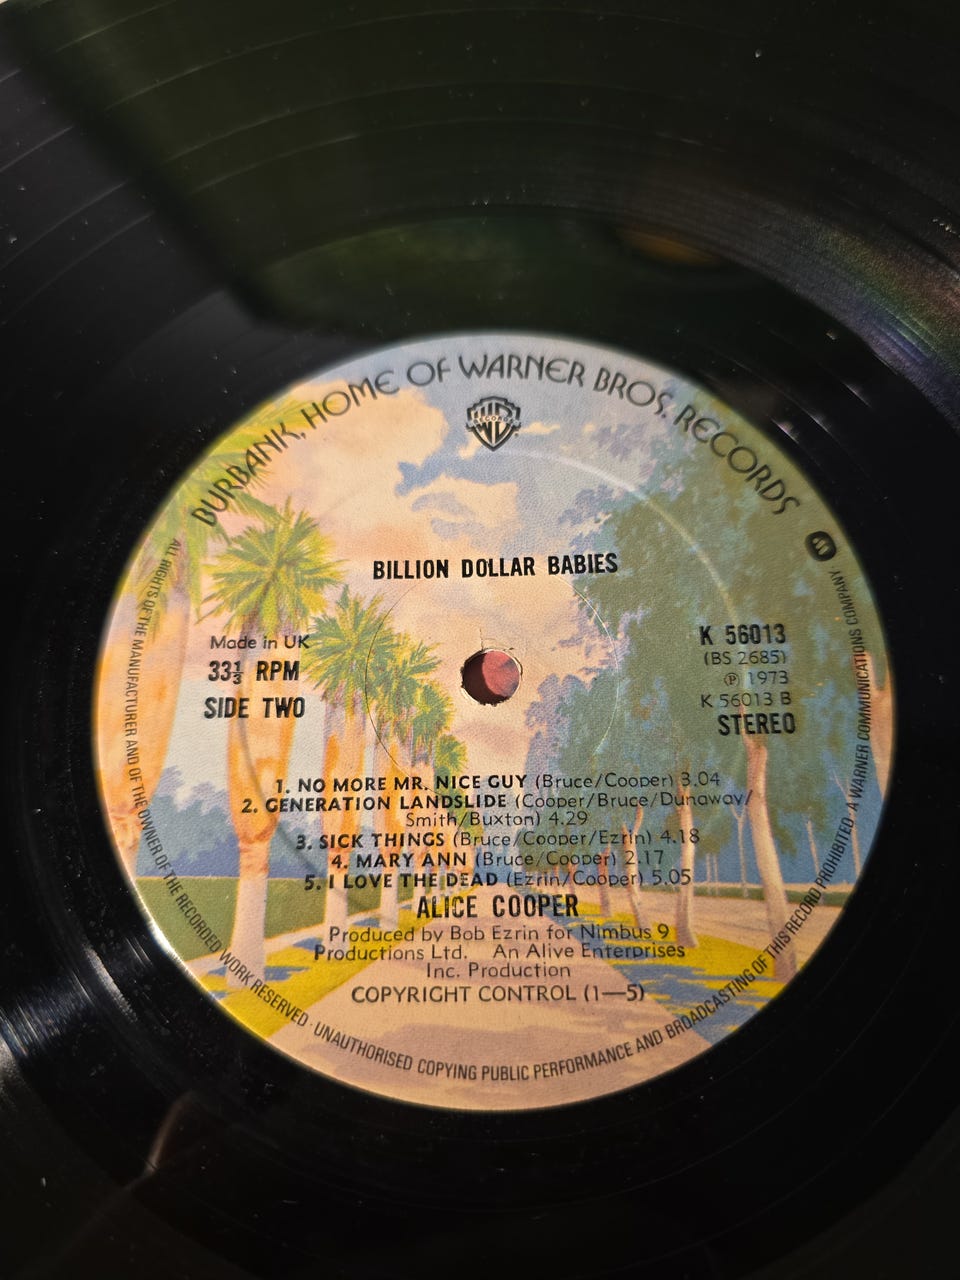 BURBANK, HOME OF WARNER BROS. RECORDS
RECORDS
BILLION DOLLAR BABIES
Made in UK
33⅓ RPM
SIDE TWO
K 56013
(BS 2685)
Ⓟ 1973
K 56013 B
STEREO
1. NO MORE MR. NICE GUY (Bruce/Cooper) 3.04
2. GENERATION LANDSLIDE (Cooper/Bruce/Dunaway/
Smith/Buxton) 4.29
3. SICK THINGS (Bruce/Cooper/Ezrin) 4.18
4. MARY ANN (Bruce/Cooper) 2.17
5. I LOVE THE DEAD (Ezrin/Cooper) 5.05
ALICE COOPER
Produced by Bob Ezrin for Nimbus 9
Productions Ltd. An Alive Enterprises
Inc. Production
COPYRIGHT CONTROL (1—5)
ALL RIGHTS OF THE MANUFACTURER AND OF THE OWNER OF THE RECORDED WORK RESERVED · UNAUTHORISED COPYING PUBLIC PERFORMANCE AND BROADCASTING OF THIS RECORD PROHIBITED · A WARNER COMMUNICATIONS COMPANY